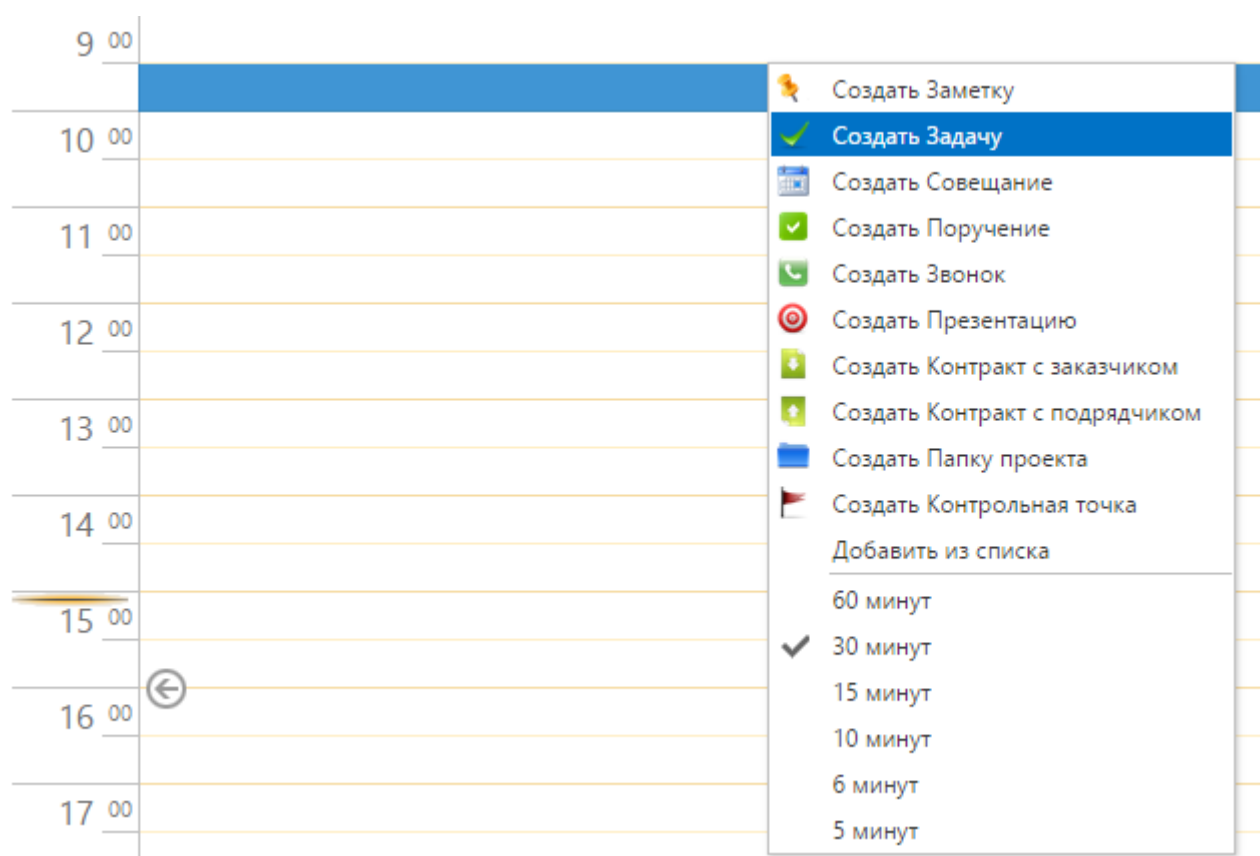 9 00
10 00
11 00
12 00
13 00
14 00
15 00
16 00
17 00
Создать Заметку
Создать Задачу
Создать Совещание
Создать Поручение
Создать Звонок
Создать Презентацию
Создать Контракт с заказчиком
Создать Контракт с подрядчиком
Создать Папку проекта
Создать Контрольная точка
Добавить из списка
60 минут
30 минут
15 минут
10 минут
6 минут
5 минут